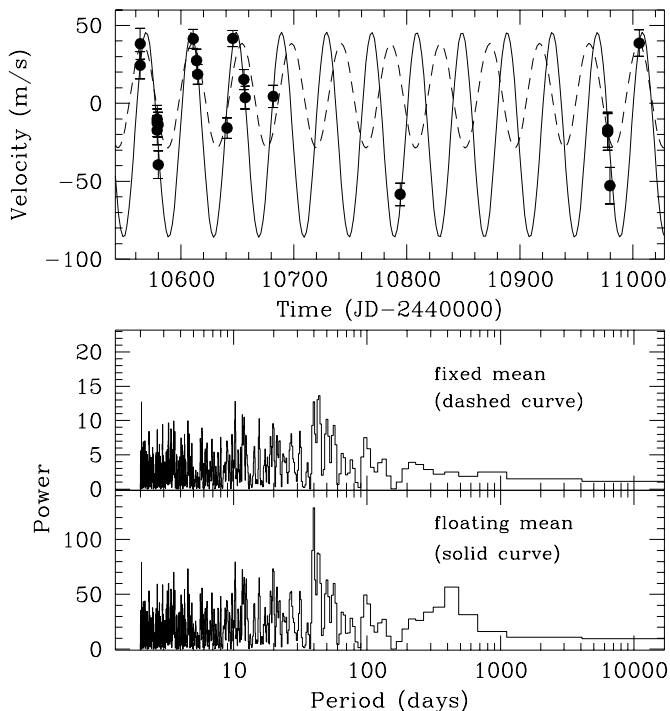 50
0
−50
−100
Velocity (m/s)
10600 10700 10800 10900 11000
Time (JD−2440000)
20
15
10
5
0
fixed mean
(dashed curve)
Power
100
50
0
floating mean
(solid curve)
10 100 1000 10000
Period (days)